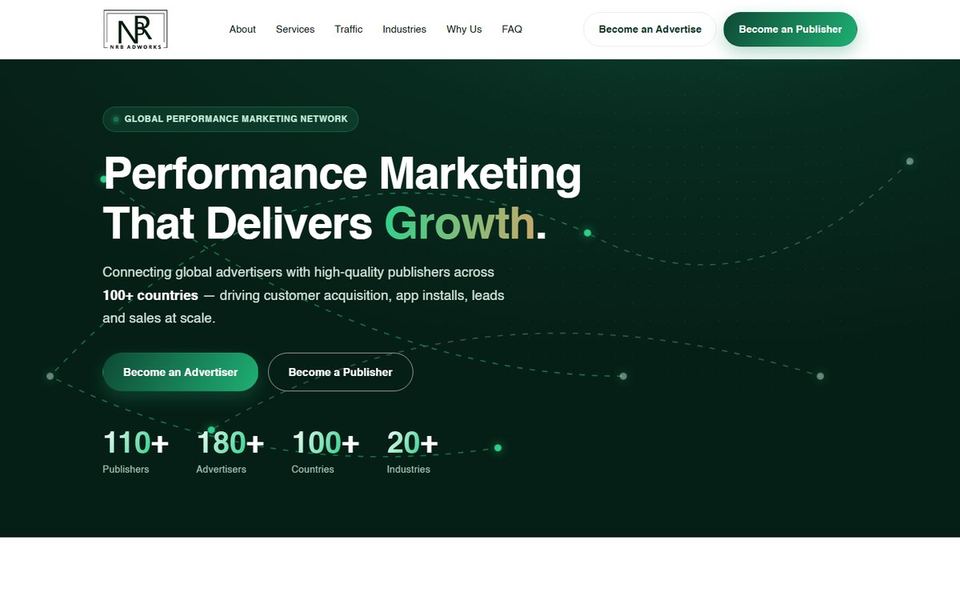 NR
NRB ADWORKS
About
Services
Traffic
Industries
Why Us
FAQ
Become an Advertise
Become an Publisher
GLOBAL PERFORMANCE MARKETING NETWORK
Performance Marketing
That Delivers Growth.
Connecting global advertisers with high-quality publishers across
100+ countries — driving customer acquisition, app installs, leads
and sales at scale.
Become an Advertiser
Become a Publisher
110+
Publishers
180+
Advertisers
100+
Countries
20+
Industries